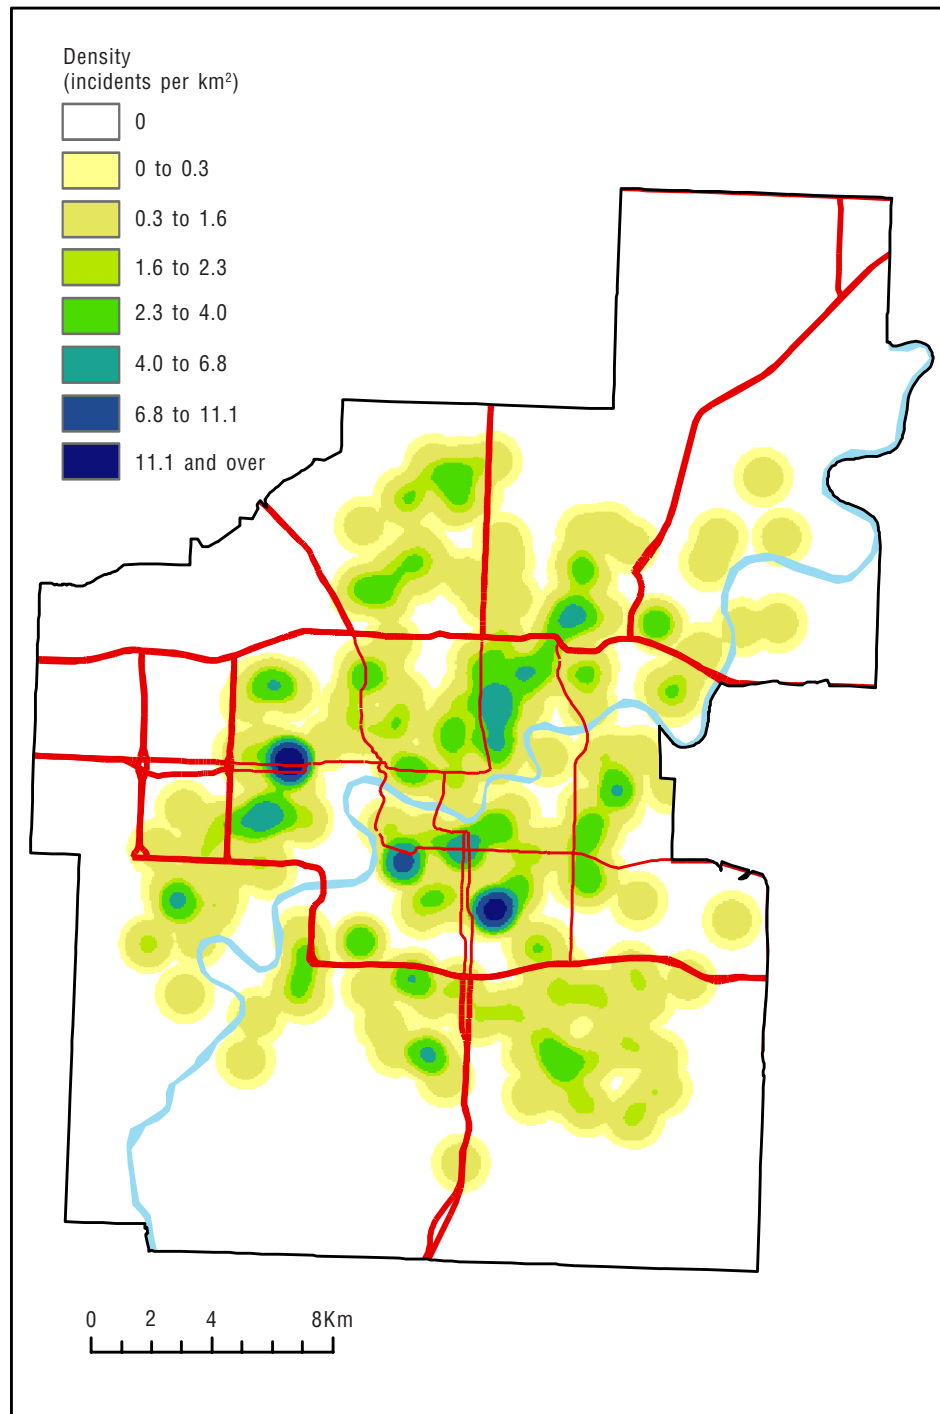 Density
(incidents per km²)
0
0 to 0.3
0.3 to 1.6
1.6 to 2.3
2.3 to 4.0
4.0 to 6.8
6.8 to 11.1
11.1 and over
0 2 4 8Km